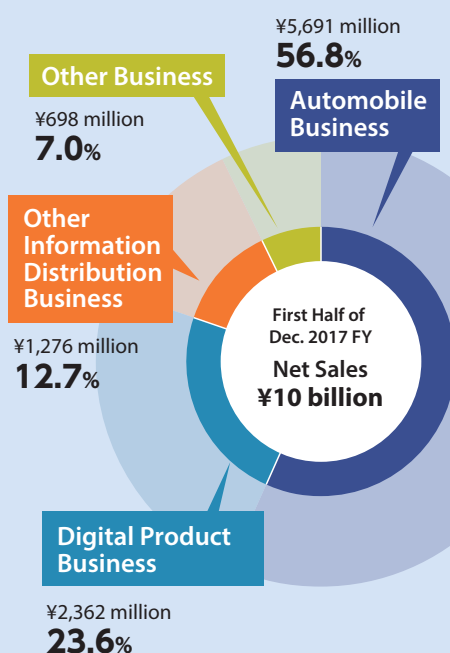 ¥5,691 million
56.8%
Automobile
Business
Other Business
¥698 million
7.0%
Other
Information
Distribution
Business
¥1,276 million
12.7%
First Half of
Dec. 2017 FY
Net Sales
¥10 billion
Digital Product
Business
¥2,362 million
23.6%